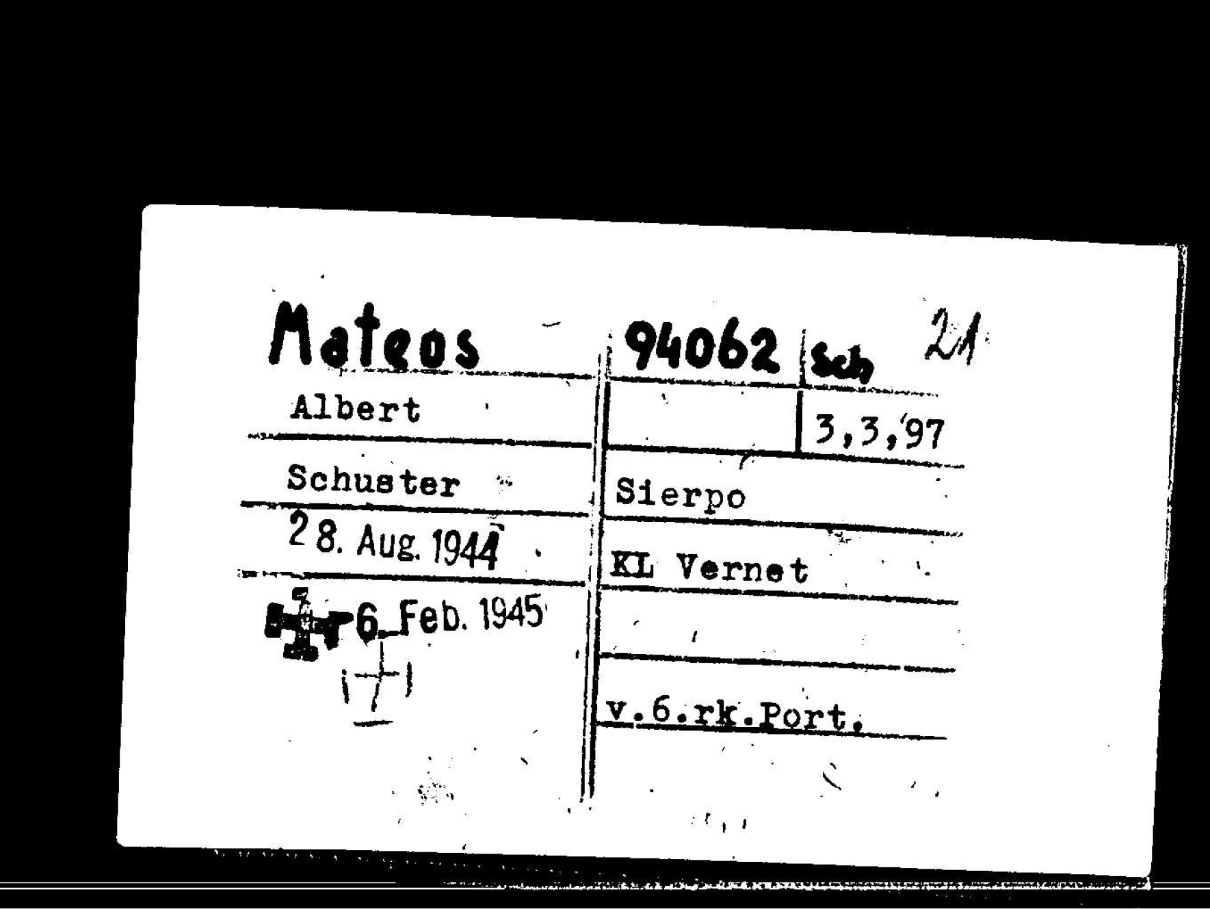 Mateos 94062 Sch 21
Albert 3,3,97
Schuster Sierpo
28. Aug. 1944 KL Vernet
6. Feb. 1945
v.6.rk.Port.